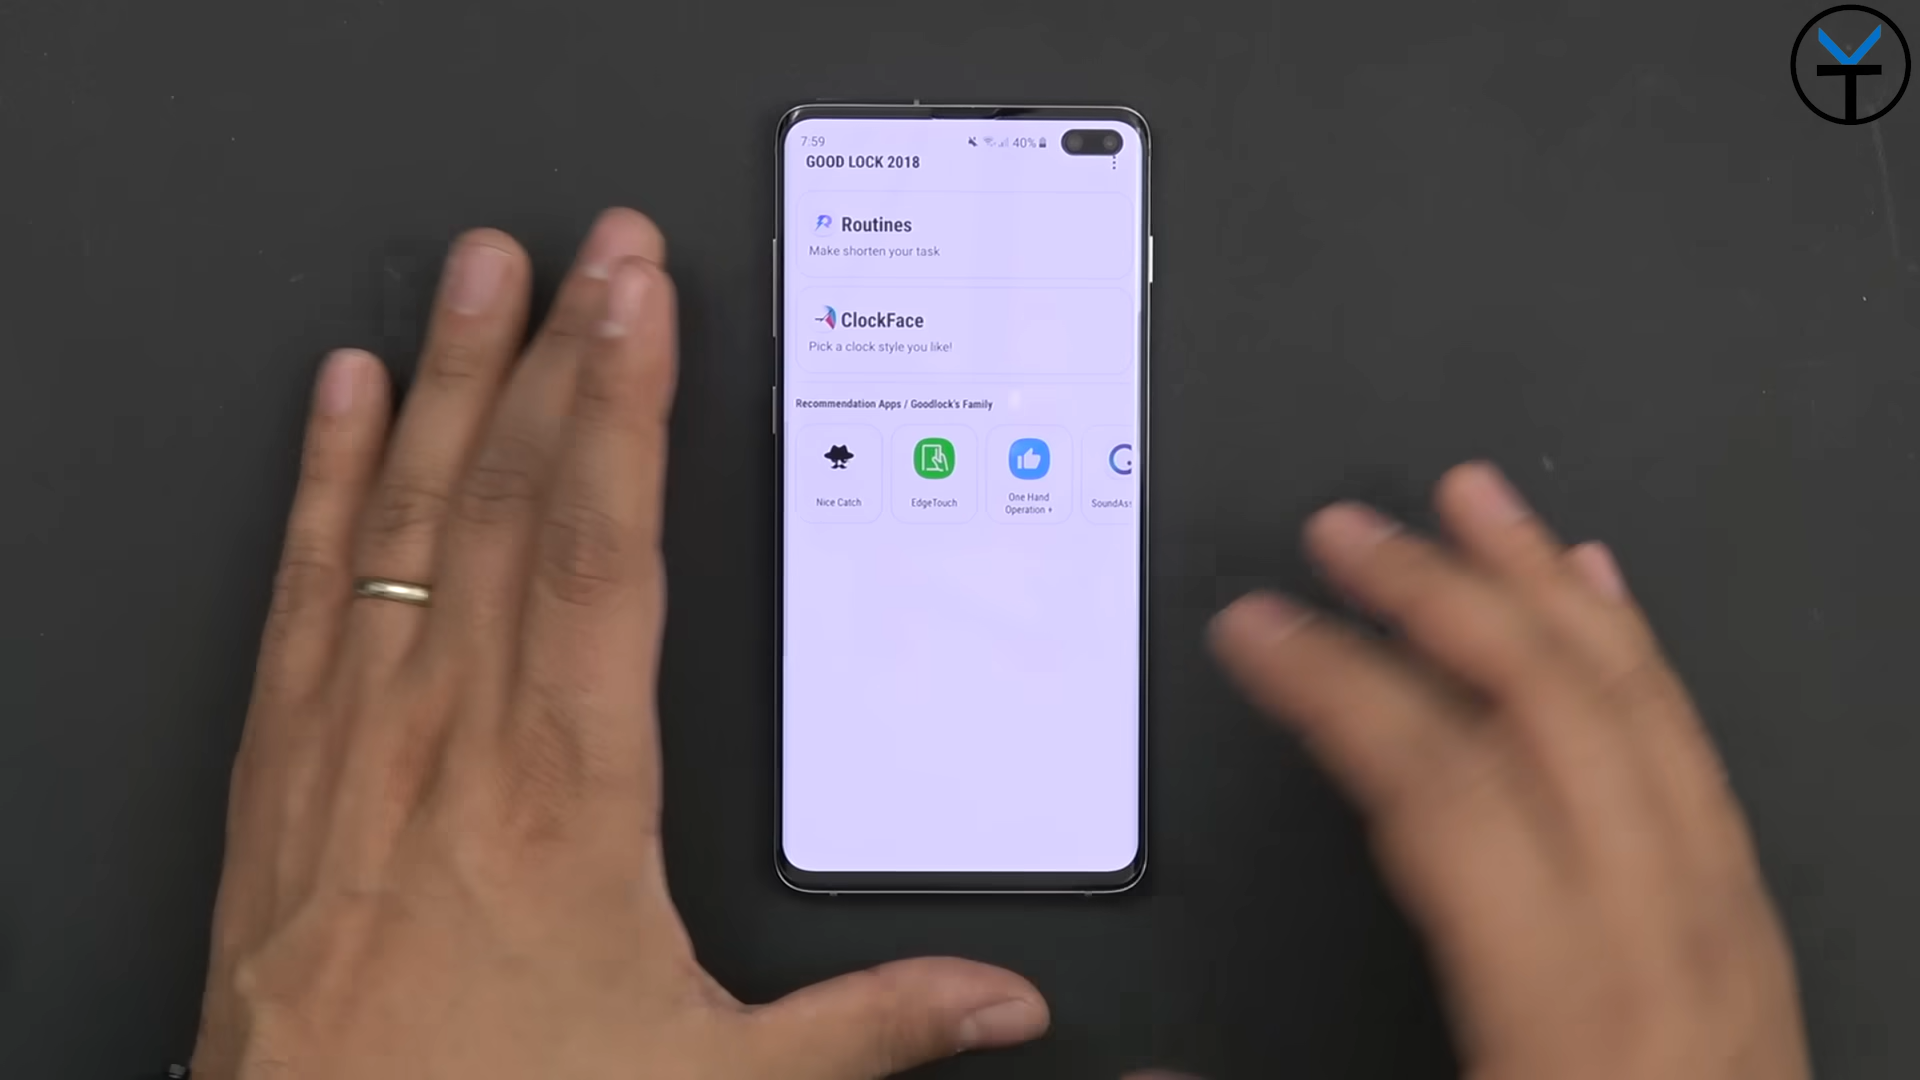 7:59
40%
GOOD LOCK 2018
Routines
Make shorten your task
ClockFace
Pick a clock style you like!
Recommendation Apps / Goodlock's Family
Nice Catch
EdgeTouch
One Hand
Operation +
SoundAss